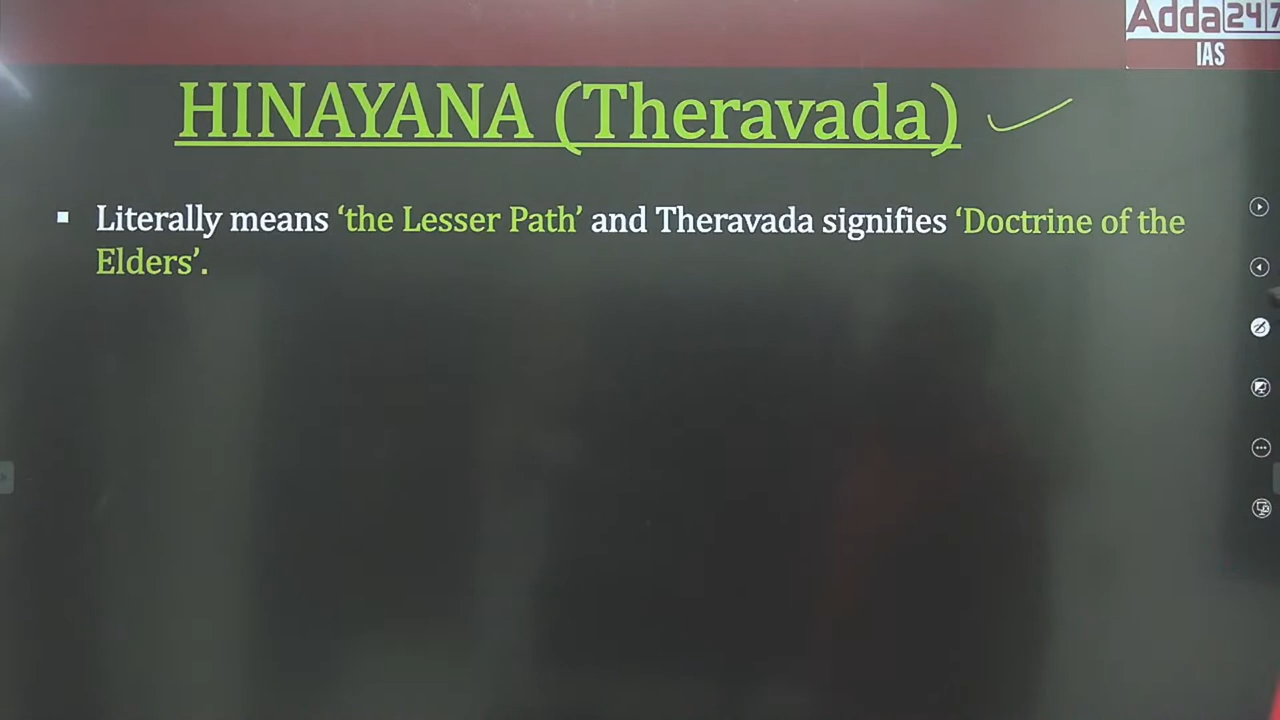 Adda247
IAS
HINAYANA (Theravada)
▪ Literally means ‘the Lesser Path’ and Theravada signifies ‘Doctrine of the
Elders’.